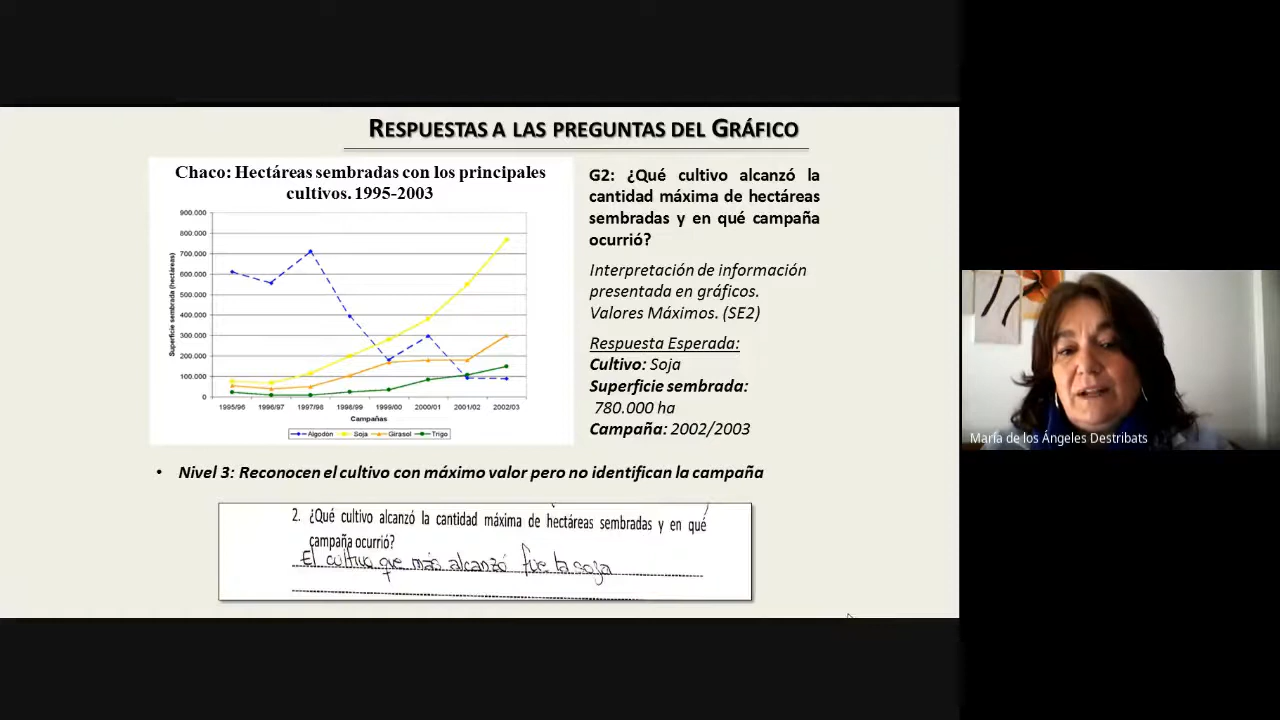 RESPUESTAS A LAS PREGUNTAS DEL GRÁFICO
Chaco: Hectáreas sembradas con los principales
cultivos. 1995-2003
Superficie sembrada (hectáreas)
900.000
800.000
700.000
600.000
500.000
400.000
300.000
200.000
100.000
0
1995/96 1996/97 1997/98 1998/99 1999/00 2000/01 2001/02 2002/03
Campañas
Algodón Soja Girasol Trigo
G2: ¿Qué cultivo alcanzó la
cantidad máxima de hectáreas
sembradas y en qué campaña
ocurrió?
Interpretación de información
presentada en gráficos.
Valores Máximos. (SE2)
Respuesta Esperada:
Cultivo: Soja
Superficie sembrada:
780.000 ha
Campaña: 2002/2003
• Nivel 3: Reconocen el cultivo con máximo valor pero no identifican la campaña
2. ¿Qué cultivo alcanzó la cantidad máxima de hectáreas sembradas y en qué
campaña ocurrió?
El cultivo que más alcanzó fue la soja
María de los Ángeles Destribats